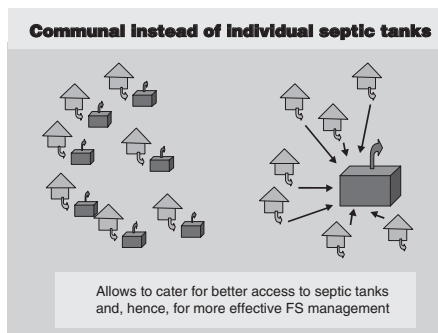 Communal instead of individual septic tanks
Allows to cater for better access to septic tanks
and, hence, for more effective FS management